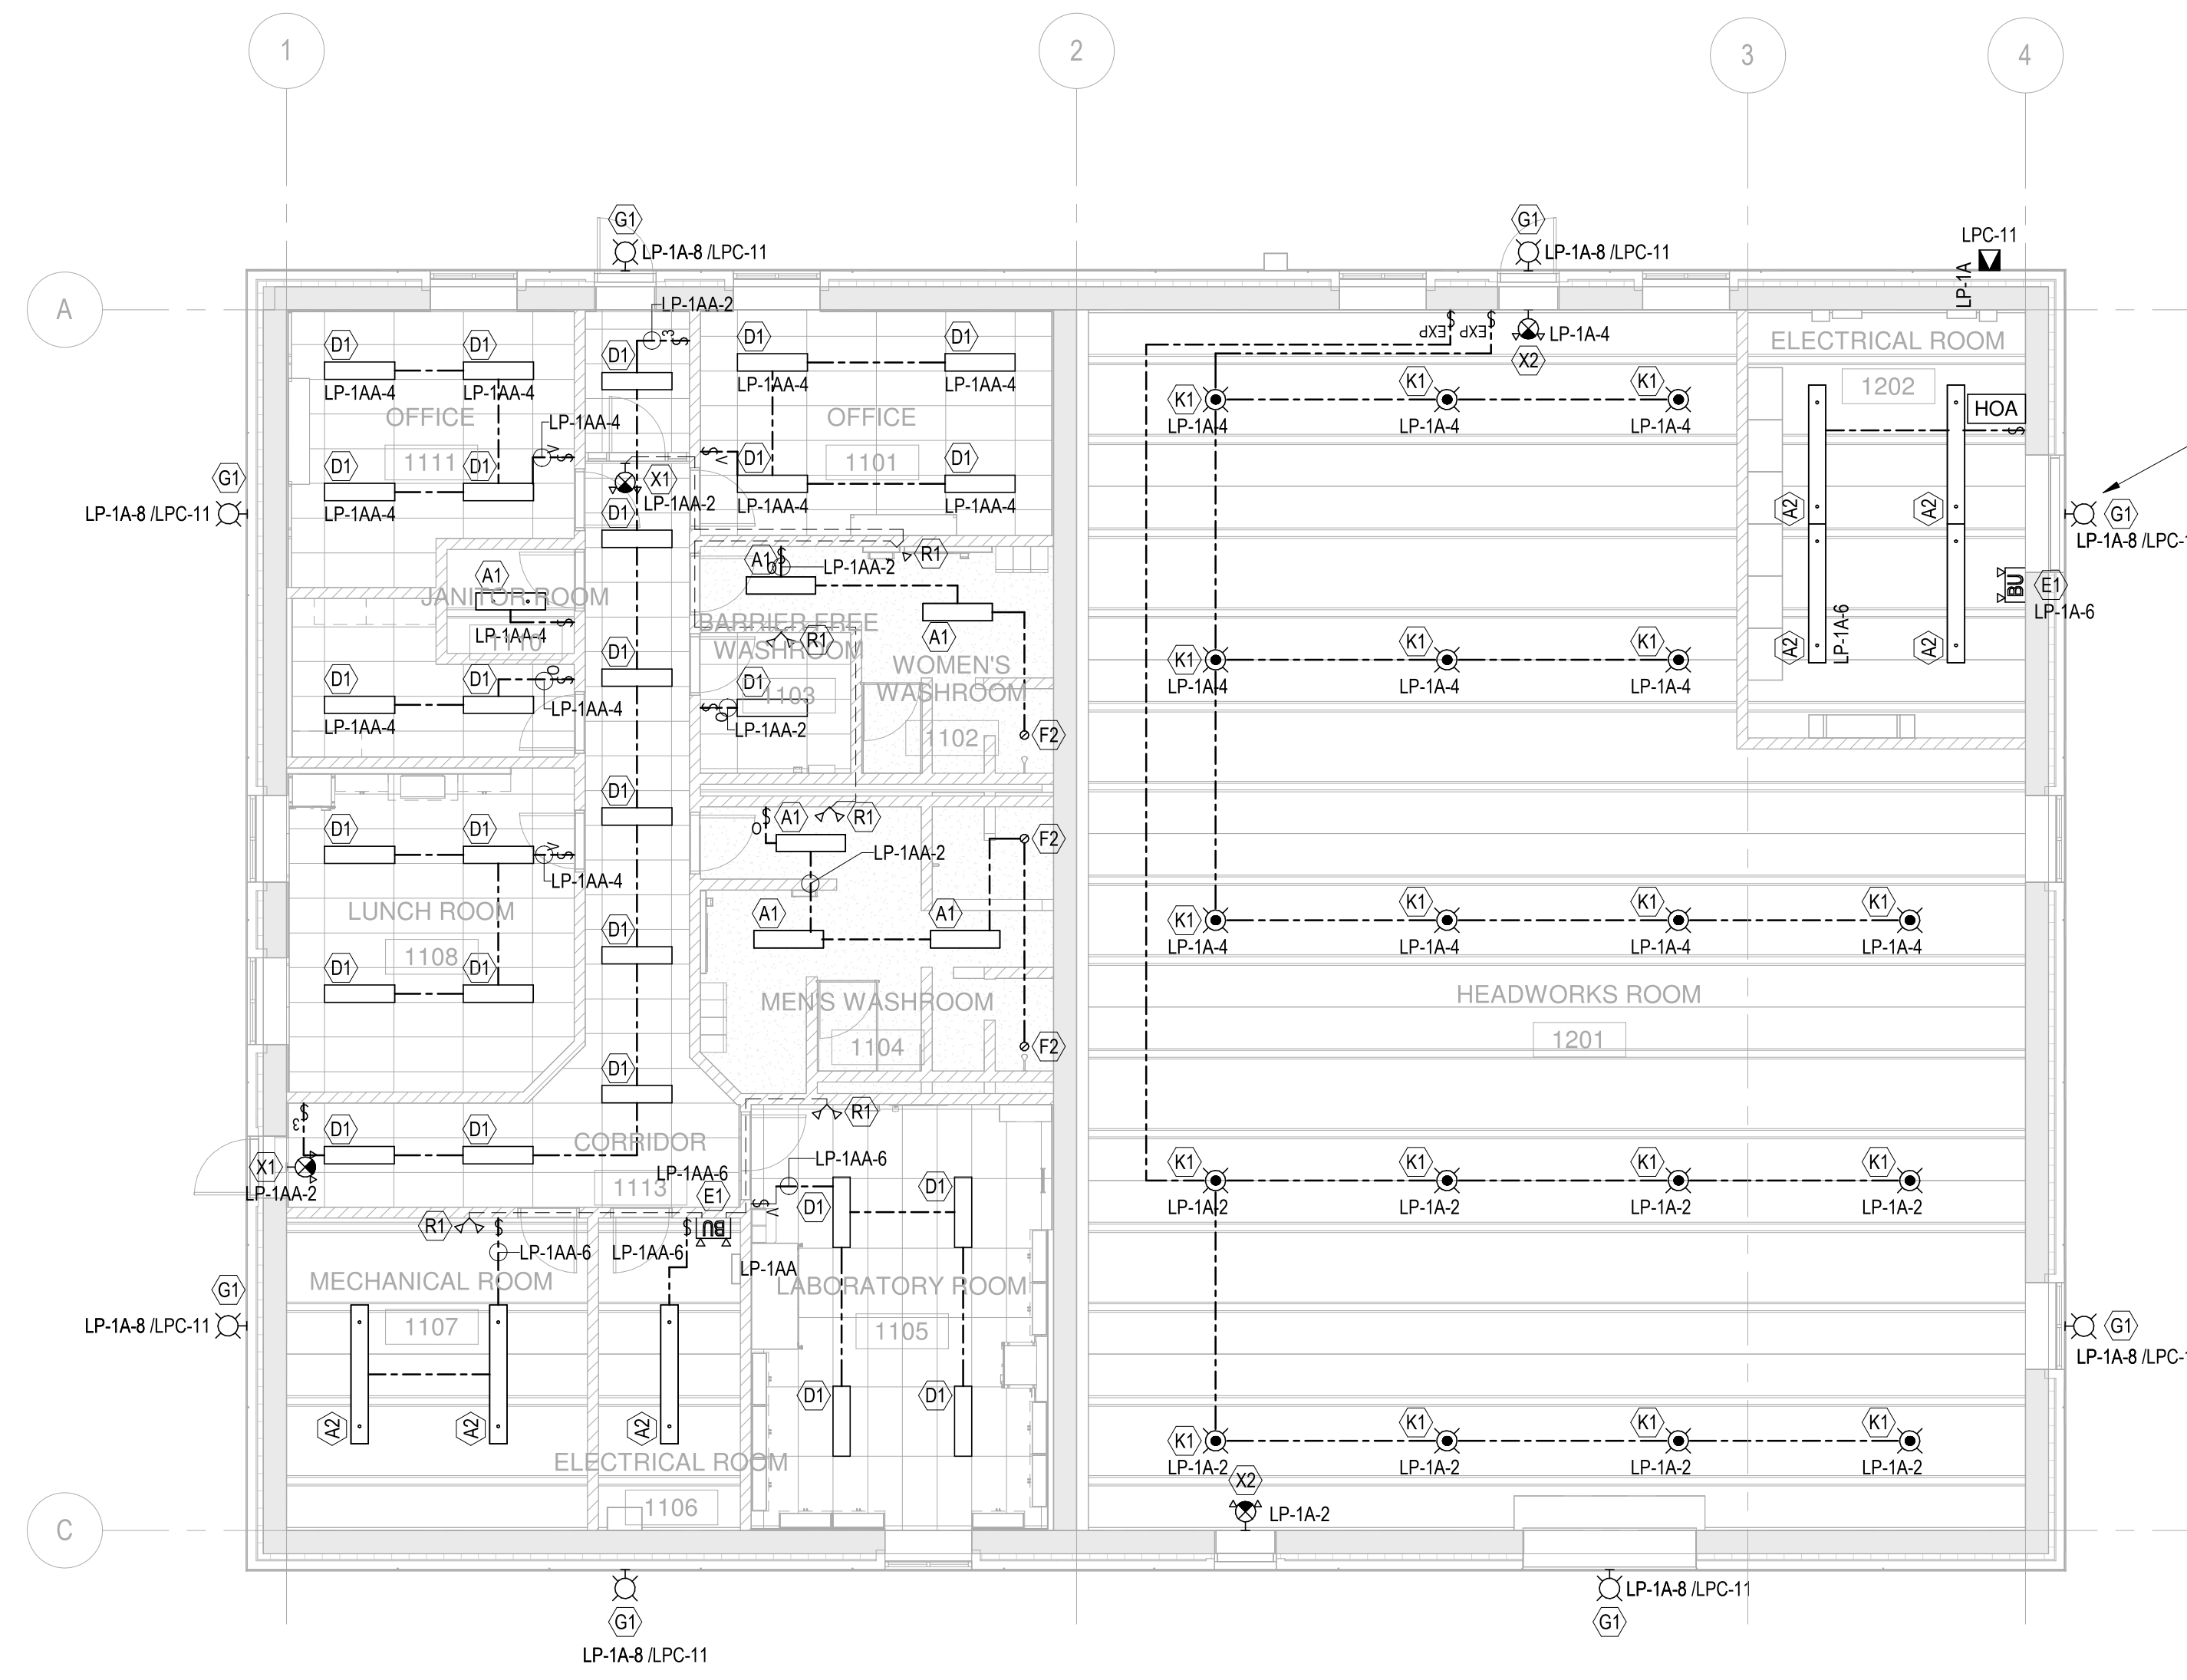 1
2
3
4
G1
G1
LP-1A-8 /LPC-11
LP-1A-8 /LPC-11
LPC-11
LP-1A
A
LP-1AA-2
3
EXP
EXP
LP-1A-4
X2
ELECTRICAL ROOM
1202
D1
D1
D1
D1
D1
LP-1AA-4
LP-1AA-4
LP-1AA-4
LP-1AA-4
OFFICE
1111
LP-1AA-4
V
OFFICE
1101
V
K1
K1
K1
LP-1A-4
LP-1A-4
LP-1A-4
HOA
D1
D1
LP-1AA-4
X1
LP-1AA-2
D1
D1
D1
LP-1AA-4
LP-1AA-4
G1
LP-1A-8 /LPC-11
A2
A2
G1
LP-1A-8 /LPC-
R1
A1
O
LP-1AA-2
A1
JANITOR ROOM
1110
LP-1AA-4
BU
E1
LP-1A-6
BARRIER FREE
WASHROOM
1103
R1
A1
WOMEN'S
WASHROOM
1102
LP-1A-6
A2
A2
K1
K1
K1
LP-1A-4
LP-1A-4
LP-1A-4
D1
D1
D1
O
LP-1AA-4
LP-1AA-4
D1
O
LP-1AA-2
F2
D1
D1
D1
V
LP-1AA-4
O
A1
R1
LP-1AA-2
F2
LUNCH ROOM
1108
D1
D1
D1
A1
A1
K1
K1
K1
K1
LP-1A-4
LP-1A-4
LP-1A-4
LP-1A-4
HEADWORKS ROOM
1201
MEN'S WASHROOM
1104
F2
D1
3
D1
D1
R1
X1
LP-1AA-2
CORRIDOR
1113
LP-1AA-6
E1
BU
LP-1AA-6
V
D1
D1
K1
K1
K1
K1
LP-1A-2
LP-1A-2
LP-1A-2
LP-1A-2
R1
LP-1AA-6
LP-1AA-6
LP-1AA
MECHANICAL ROOM
1107
LABORATORY ROOM
1105
G1
LP-1A-8 /LPC-11
G1
LP-1A-8 /LPC-
A2
A2
A2
D1
D1
K1
K1
K1
K1
LP-1A-2
LP-1A-2
LP-1A-2
LP-1A-2
ELECTRICAL ROOM
1106
X2
LP-1A-2
C
LP-1A-8 /LPC-11
G1
G1
LP-1A-8 /LPC-11